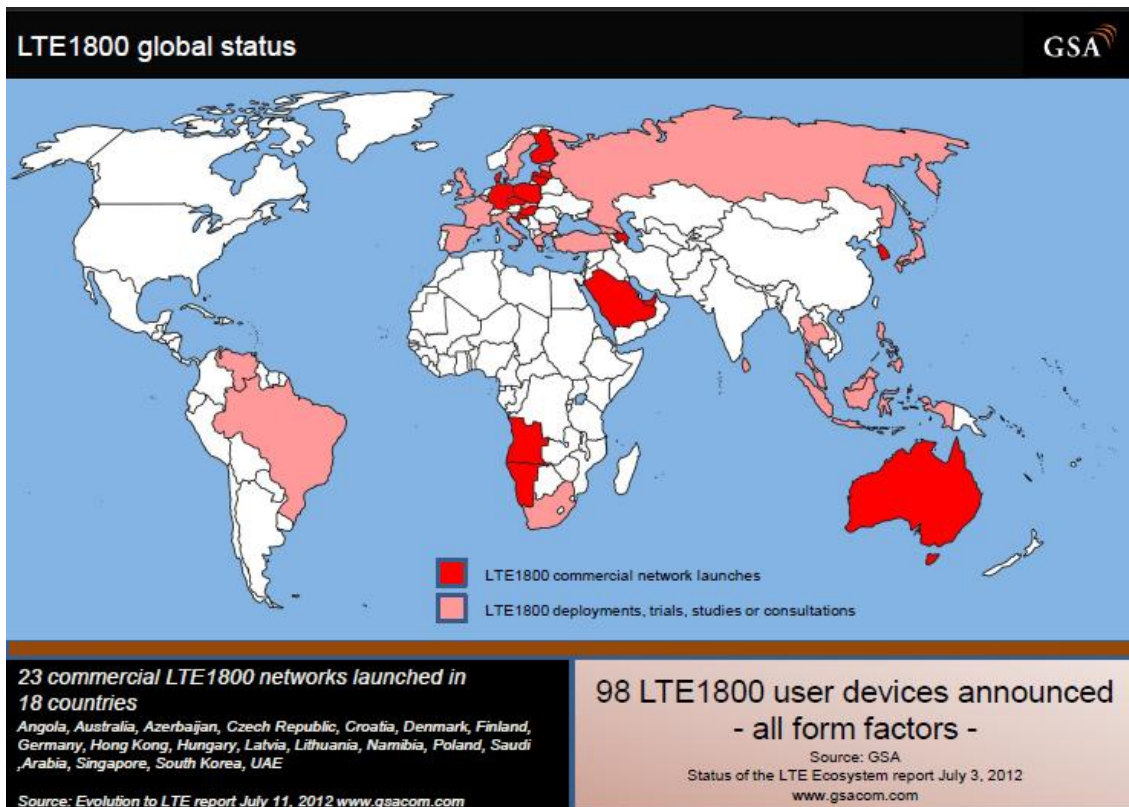 LTE1800 global status
GSA
LTE1800 commercial network launches
LTE1800 deployments, trials, studies or consultations
23 commercial LTE1800 networks launched in
18 countries
Angola, Australia, Azerbaijan, Czech Republic, Croatia, Denmark, Finland,
Germany, Hong Kong, Hungary, Latvia, Lithuania, Namibia, Poland, Saudi
,Arabia, Singapore, South Korea, UAE
Source: Evolution to LTE report July 11, 2012 www.gsacom.com
98 LTE1800 user devices announced
- all form factors -
Source: GSA
Status of the LTE Ecosystem report July 3, 2012
www.gsacom.com